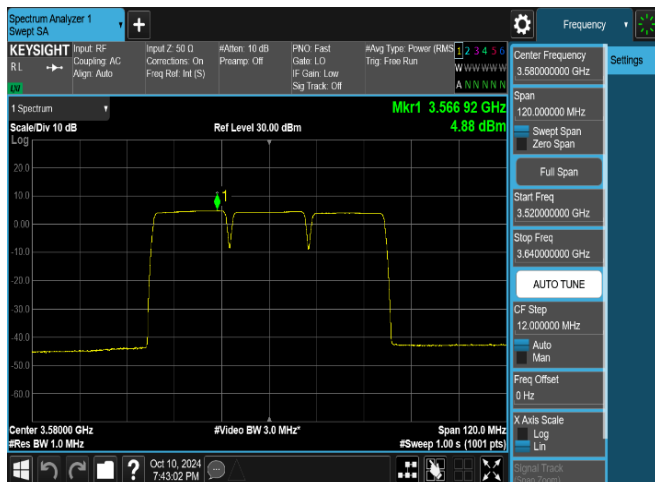 Spectrum Analyzer 1
Swept SA
Frequency
KEYSIGHT
R L
Input: RF
Coupling: AC
Align: Auto
Input Z: 50 Ω
Corrections: On
Freq Ref: Int (S)
#Atten: 10 dB
Preamp: Off
PNO: Fast
Gate: LO
IF Gain: Low
Sig Track: Off
#Avg Type: Power (RMS
Trig: Free Run
1 2 3 4 5 6
W W W W W W
A N N N N N
1 Spectrum
Mkr1 3.566 92 GHz
4.88 dBm
Scale/Div 10 dB
Ref Level 30.00 dBm
Log
20.0
10.0
0.00
-10.0
-20.0
-30.0
-40.0
-50.0
-60.0
1
Center 3.58000 GHz
#Video BW 3.0 MHz*
Span 120.0 MHz
#Res BW 1.0 MHz
#Sweep 1.00 s (1001 pts)
Oct 10, 2024
7:43:02 PM
Center Frequency
3.580000000 GHz
Settings
Span
120.000000 MHz
Swept Span
Zero Span
Full Span
Start Freq
3.520000000 GHz
Stop Freq
3.640000000 GHz
AUTO TUNE
CF Step
12.000000 MHz
Auto
Man
Freq Offset
0 Hz
X Axis Scale
Log
Lin
Signal Track
(Span Zoom)